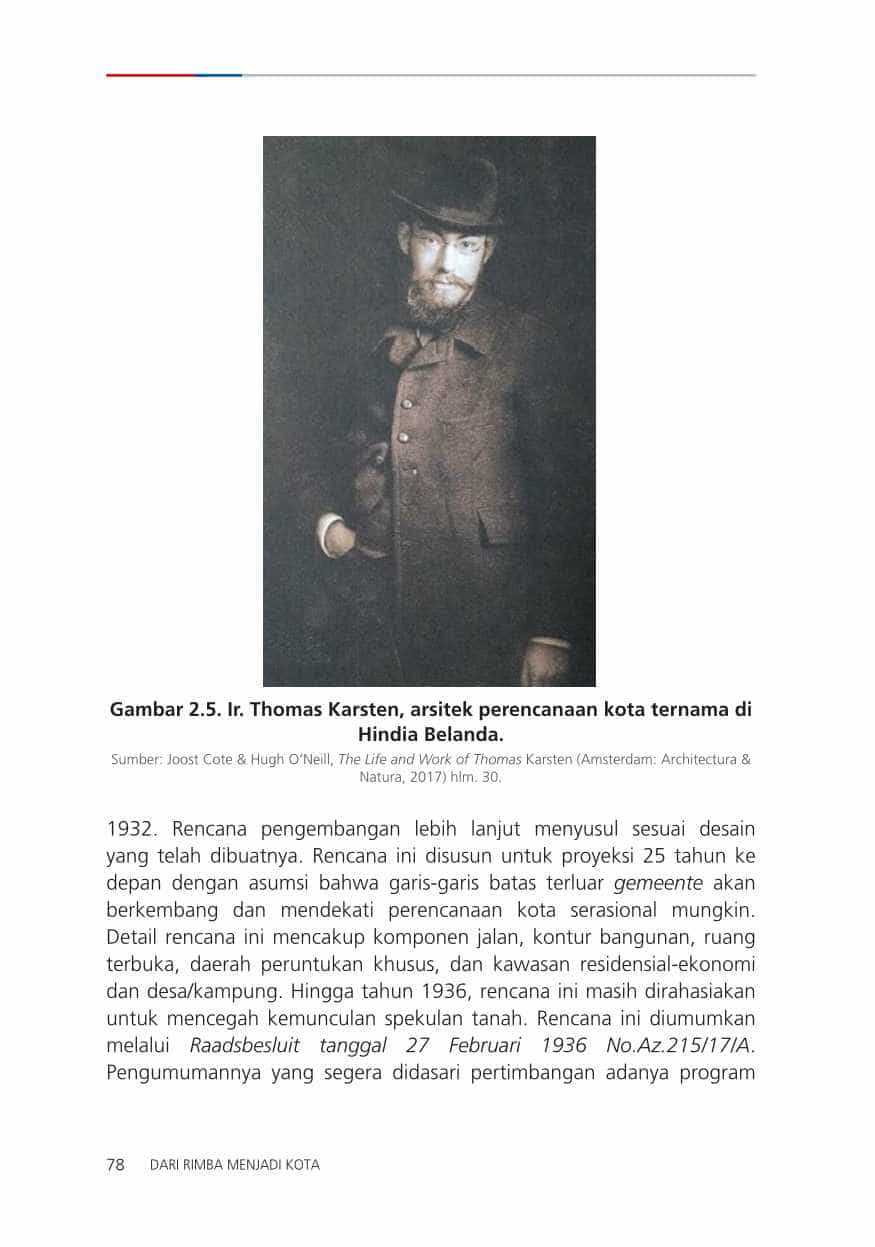 Gambar 2.5. Ir. Thomas Karsten, arsitek perencanaan kota ternama di
Hindia Belanda.
Sumber: Joost Cote & Hugh O’Neill, The Life and Work of Thomas Karsten (Amsterdam: Architectura &
Natura, 2017) hlm. 30.
1932. Rencana pengembangan lebih lanjut menyusul sesuai desain
yang telah dibuatnya. Rencana ini disusun untuk proyeksi 25 tahun ke
depan dengan asumsi bahwa garis-garis batas terluar gemeente akan
berkembang dan mendekati perencanaan kota serasional mungkin.
Detail rencana ini mencakup komponen jalan, kontur bangunan, ruang
terbuka, daerah peruntukan khusus, dan kawasan residensial-ekonomi
dan desa/kampung. Hingga tahun 1936, rencana ini masih dirahasiakan
untuk mencegah kemunculan spekulan tanah. Rencana ini diumumkan
melalui Raadsbesluit tanggal 27 Februari 1936 No.Az.215/17/A.
Pengumumannya yang segera didasari pertimbangan adanya program
78 DARI RIMBA MENJADI KOTA